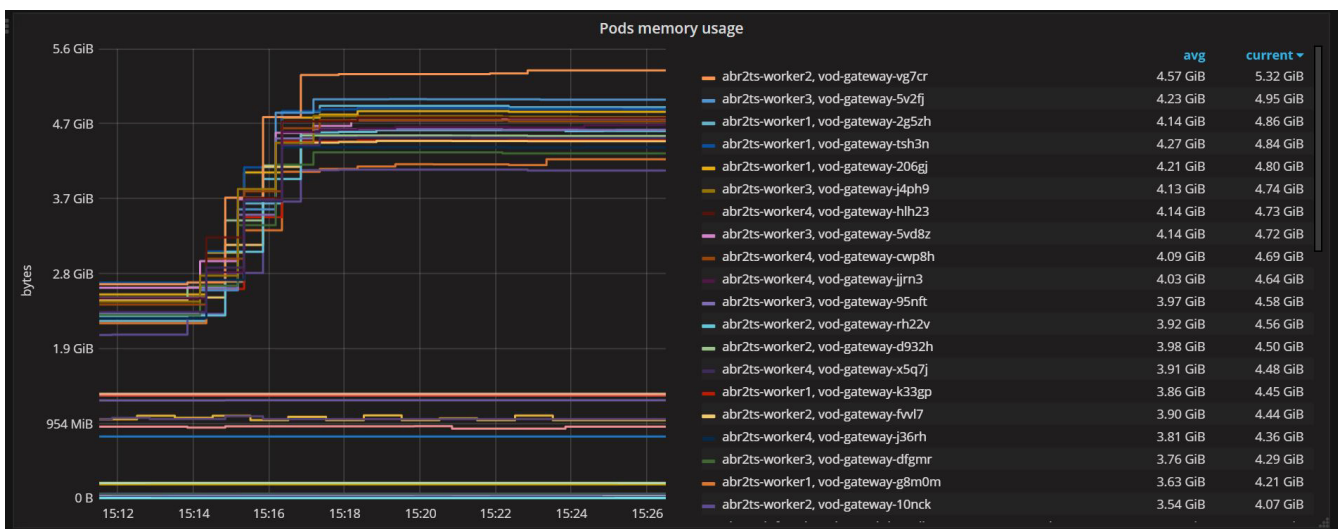 Pods memory usage
5.6 GiB
4.7 GiB
3.7 GiB
2.8 GiB
1.9 GiB
954 MiB
0 B
bytes
15:12 15:14 15:16 15:18 15:20 15:22 15:24 15:26
avg current
abr2ts-worker2, vod-gateway-vg7cr 4.57 GiB 5.32 GiB
abr2ts-worker3, vod-gateway-5v2fj 4.23 GiB 4.95 GiB
abr2ts-worker1, vod-gateway-2g5zh 4.14 GiB 4.86 GiB
abr2ts-worker1, vod-gateway-tsh3n 4.27 GiB 4.84 GiB
abr2ts-worker1, vod-gateway-206gj 4.21 GiB 4.80 GiB
abr2ts-worker3, vod-gateway-j4ph9 4.13 GiB 4.74 GiB
abr2ts-worker4, vod-gateway-hlh23 4.14 GiB 4.73 GiB
abr2ts-worker3, vod-gateway-5vd8z 4.14 GiB 4.72 GiB
abr2ts-worker4, vod-gateway-cwp8h 4.09 GiB 4.69 GiB
abr2ts-worker4, vod-gateway-jjrn3 4.03 GiB 4.64 GiB
abr2ts-worker3, vod-gateway-95nft 3.97 GiB 4.58 GiB
abr2ts-worker2, vod-gateway-rh22v 3.92 GiB 4.56 GiB
abr2ts-worker2, vod-gateway-d932h 3.98 GiB 4.50 GiB
abr2ts-worker4, vod-gateway-x5q7j 3.91 GiB 4.48 GiB
abr2ts-worker1, vod-gateway-k33gp 3.86 GiB 4.45 GiB
abr2ts-worker2, vod-gateway-fvvl7 3.90 GiB 4.44 GiB
abr2ts-worker4, vod-gateway-j36rh 3.81 GiB 4.36 GiB
abr2ts-worker3, vod-gateway-dfgmr 3.76 GiB 4.29 GiB
abr2ts-worker1, vod-gateway-g8m0m 3.63 GiB 4.21 GiB
abr2ts-worker2, vod-gateway-10nck 3.54 GiB 4.07 GiB